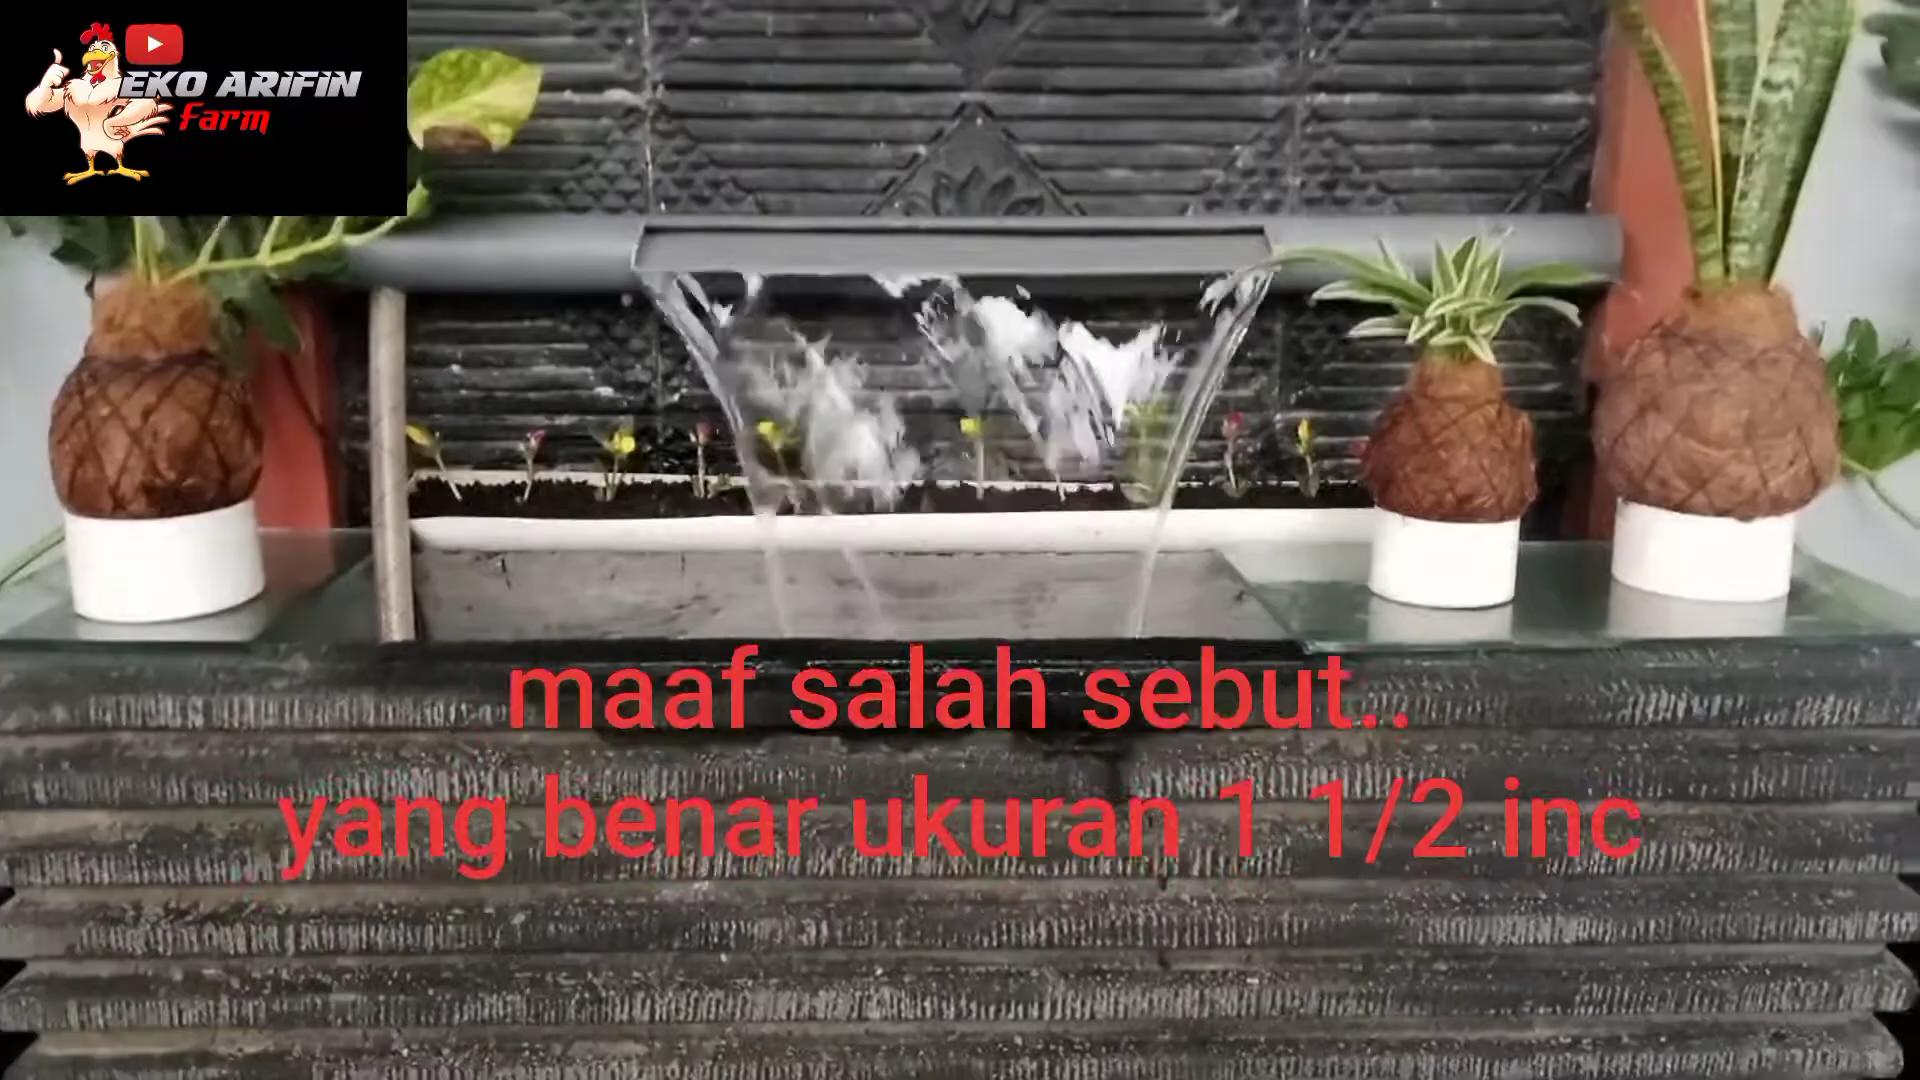 EKO ARIFIN
Farm
maaf salah sebut..
yang benar ukuran 1 1/2 inc